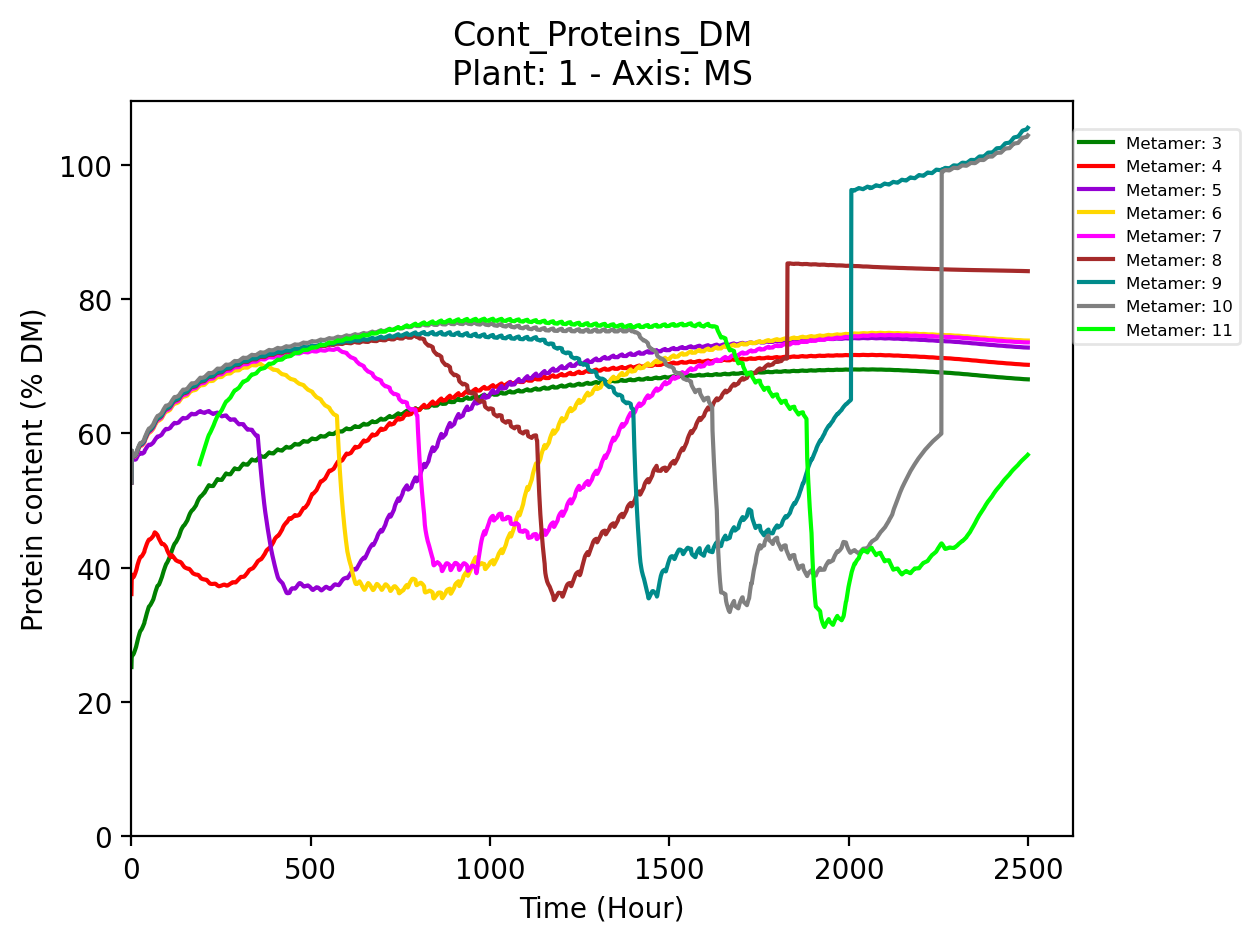 Cont_Proteins_DM
Plant: 1 - Axis: MS
Protein content (% DM)
100
80
60
40
20
0
0 500 1000 1500 2000 2500
Time (Hour)
Metamer: 3
Metamer: 4
Metamer: 5
Metamer: 6
Metamer: 7
Metamer: 8
Metamer: 9
Metamer: 10
Metamer: 11